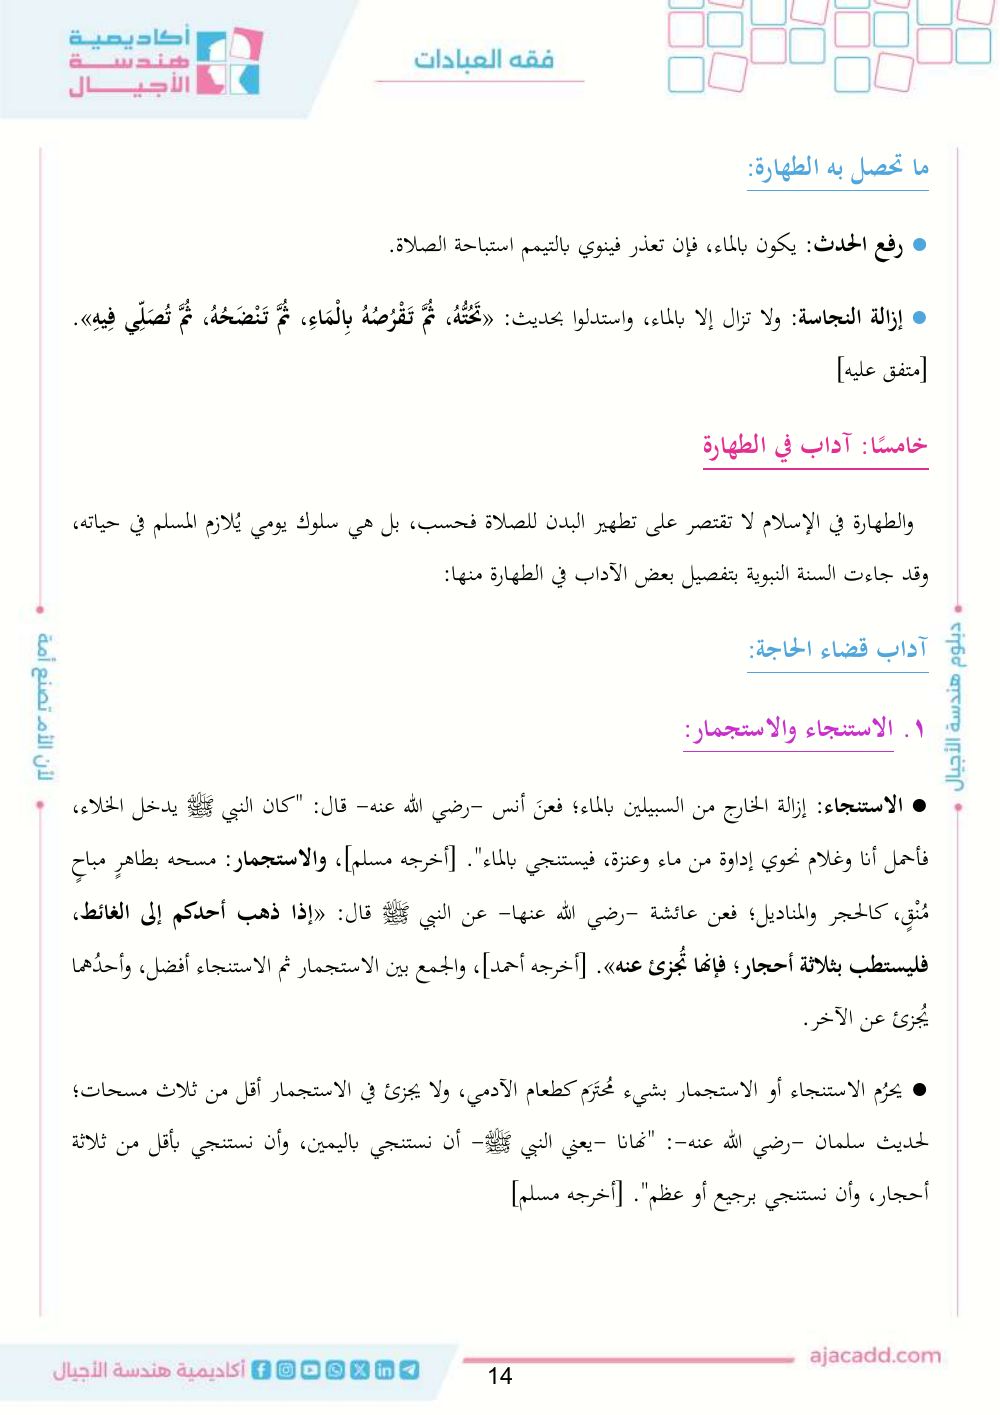 أكاديمية
هندسة
الأجيال
فقه العبادات
ما تحصل به الطهارة:
● رفع الحدث: يكون بالماء، فإن تعذر فينوي بالتيمم استباحة الصلاة.
● إزالة النجاسة: ولا تزال إلا بالماء، واستدلوا بحديث: «تَحُتُّهُ، ثُمَّ تَقْرُصُهُ بِالْمَاءِ، ثُمَّ تَنْضَحُهُ، ثُمَّ تُصَلِّي فِيهِ».
[متفق عليه]
خامسًا: آداب في الطهارة
والطهارة في الإسلام لا تقتصر على تطهير البدن للصلاة فحسب، بل هي سلوك يومي يُلازم المسلم في حياته،
وقد جاءت السنة النبوية بتفصيل بعض الآداب في الطهارة منها:
آداب قضاء الحاجة:
١. الاستنجاء والاستجمار:
● الاستنجاء: إزالة الخارج من السبيلين بالماء؛ فعنَ أنس -رضي الله عنه- قال: "كان النبي ﷺ يدخل الخلاء،
فأحمل أنا وغلام نحوي إداوة من ماء وعنزة، فيستنجي بالماء". [أخرجه مسلم]، والاستجمار: مسحه بطاهرٍ مباحٍ
مُنْقٍ، كالحجر والمناديل؛ فعن عائشة -رضي الله عنها- عن النبي ﷺ قال: «إذا ذهب أحدكم إلى الغائط،
فليستطب بثلاثة أحجار؛ فإنها تُجزئ عنه». [أخرجه أحمد]، والجمع بين الاستجمار ثم الاستنجاء أفضل، وأحدُهما
يُجزئ عن الآخر.
● يحرُم الاستنجاء أو الاستجمار بشيء مُحتَرَم كطعام الآدمي، ولا يجزئ في الاستجمار أقل من ثلاث مسحات؛
لحديث سلمان -رضي الله عنه-: "نهانا -يعني النبي ﷺ- أن نستنجي باليمين، وأن نستنجي بأقل من ثلاثة
أحجار، وأن نستنجي برجيع أو عظم". [أخرجه مسلم]
دبلوم هندسة الأجيال
لأن الأم تصنع أمة
ajacadd.com
14
أكاديمية هندسة الأجيال